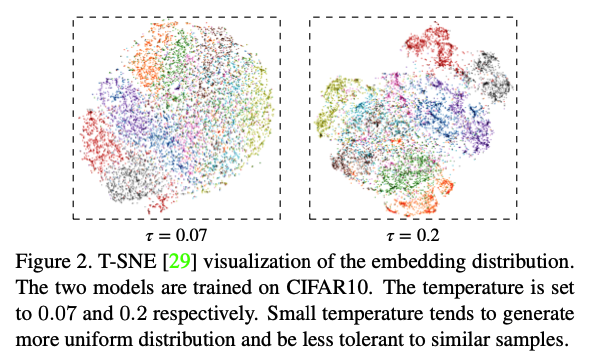 τ = 0.07
τ = 0.2
Figure 2. T-SNE [29] visualization of the embedding distribution.
The two models are trained on CIFAR10. The temperature is set
to 0.07 and 0.2 respectively. Small temperature tends to generate
more uniform distribution and be less tolerant to similar samples.